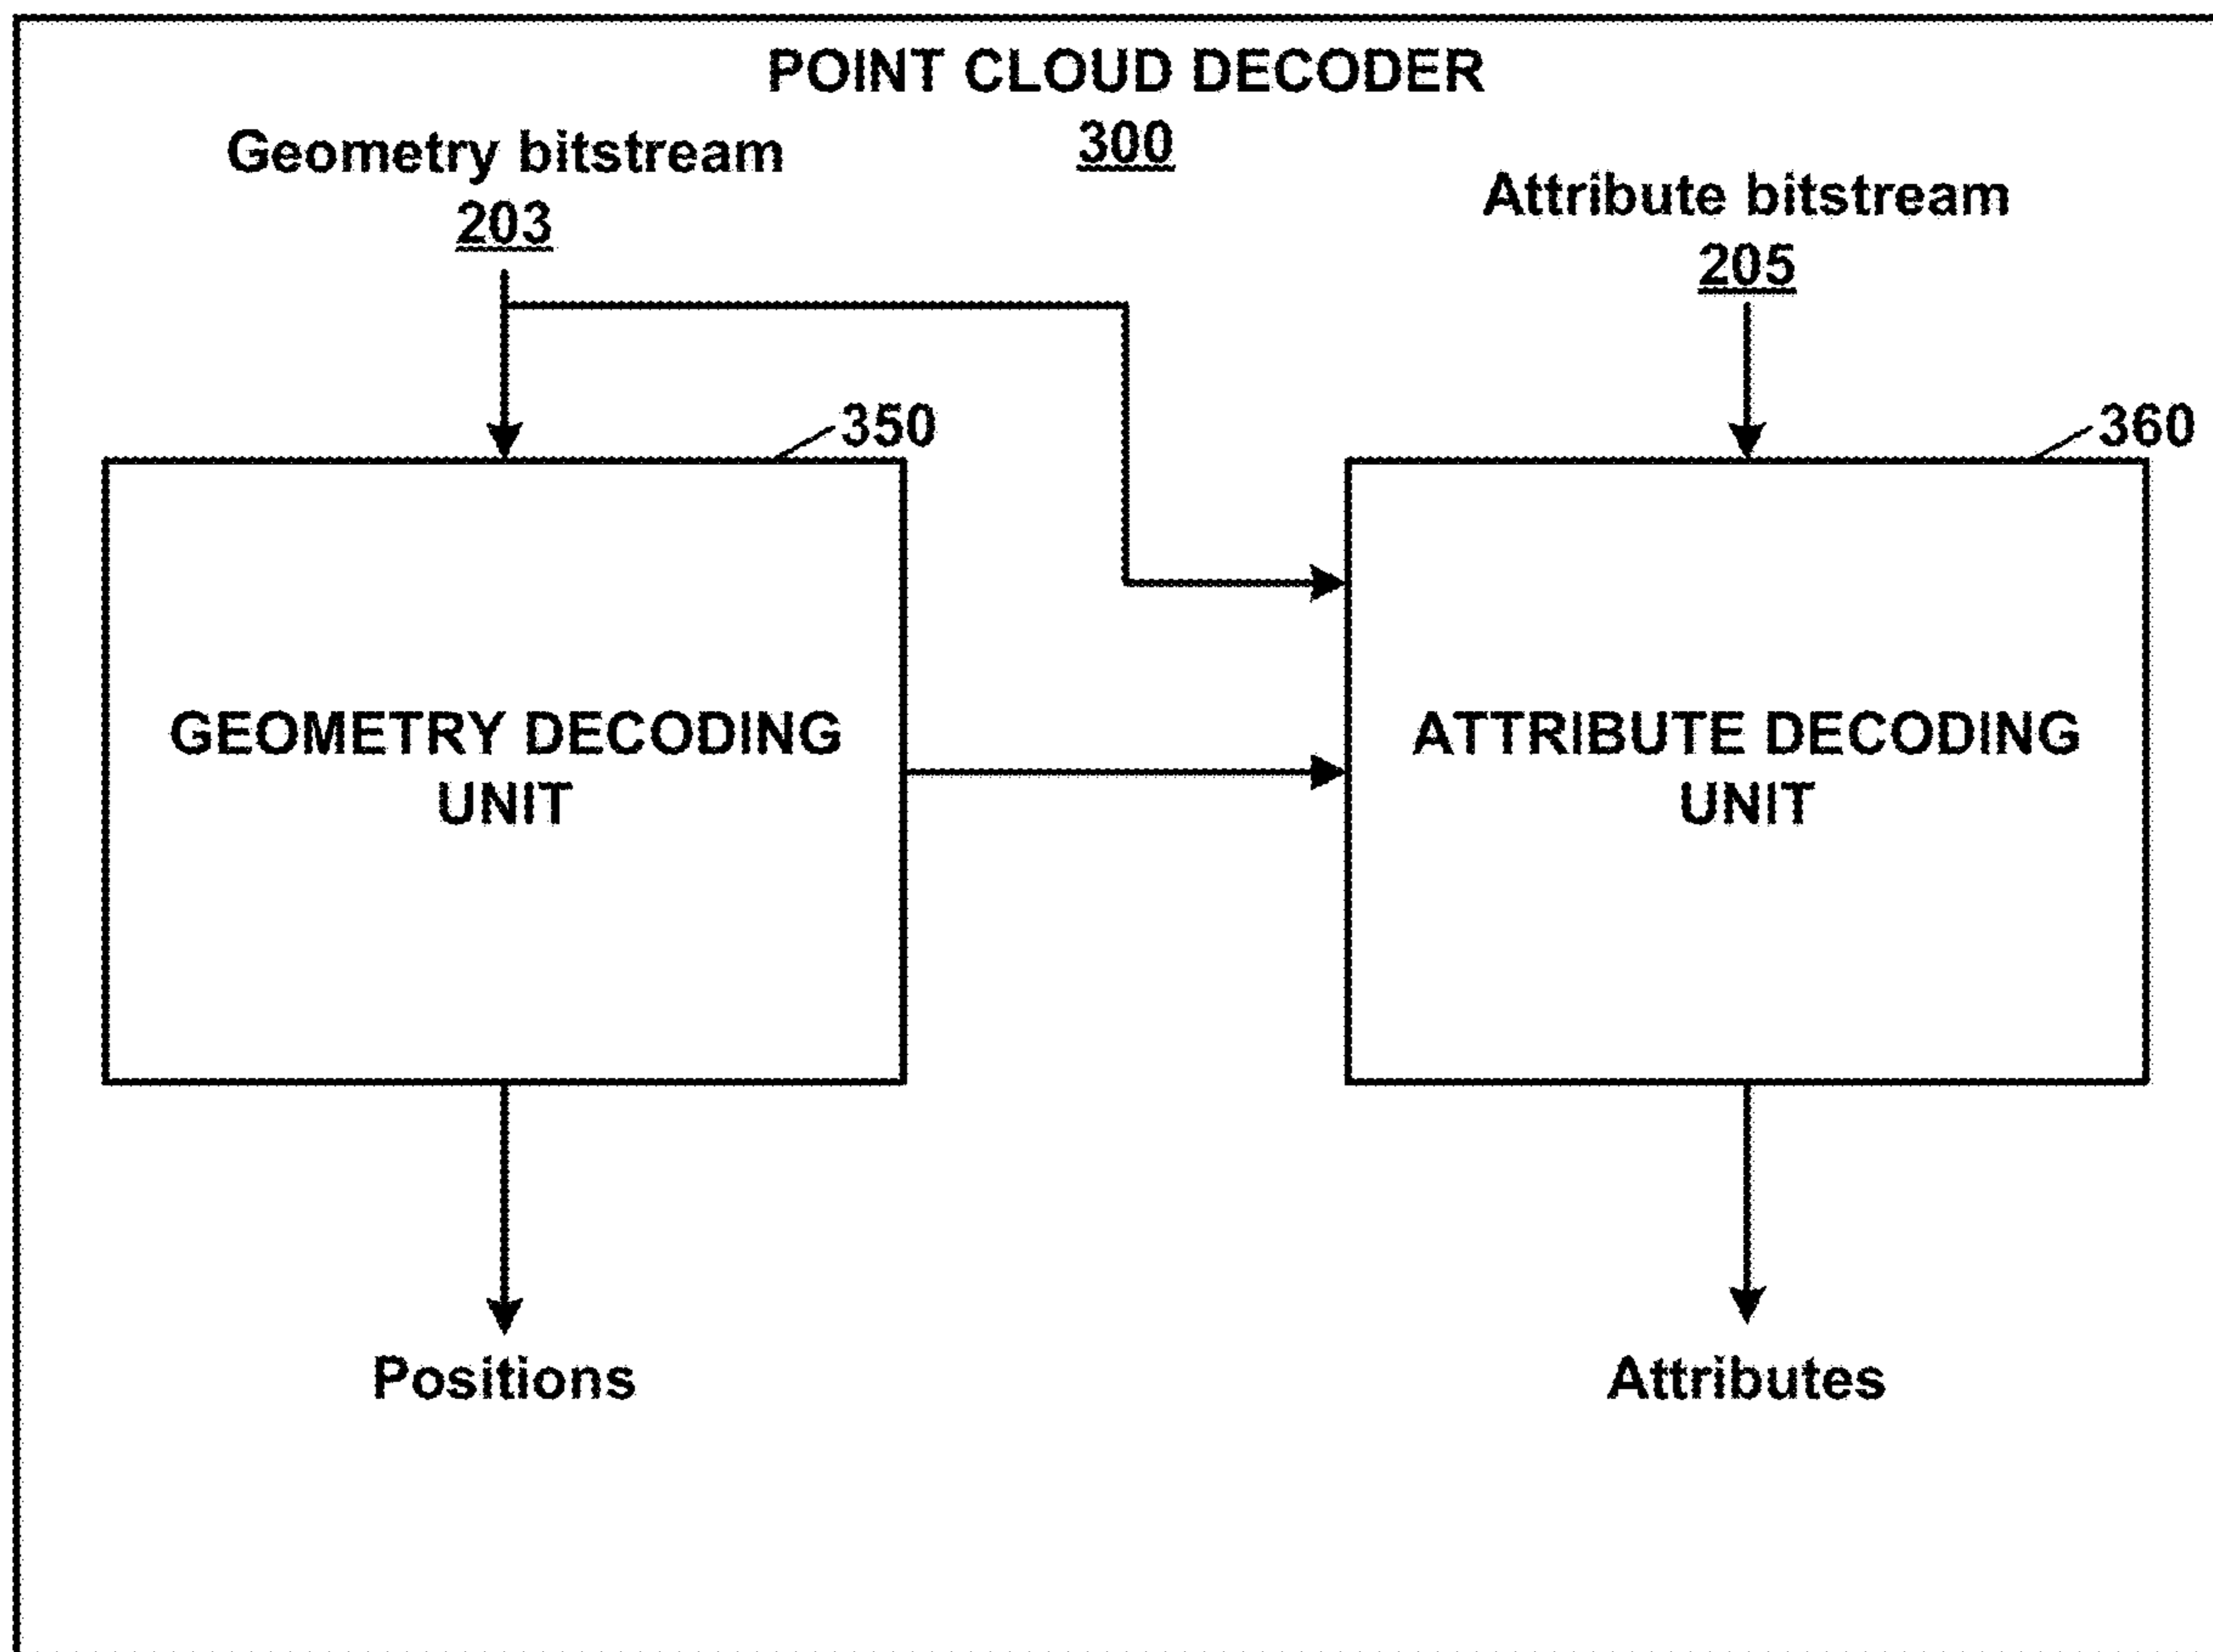 POINT CLOUD DECODER
300
Geometry bitstream
203
Attribute bitstream
205
350
360
GEOMETRY DECODING
UNIT
ATTRIBUTE DECODING
UNIT
Positions
Attributes